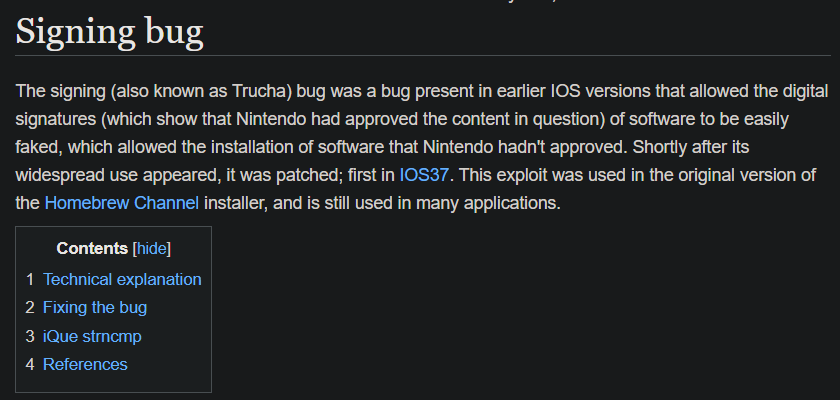 Signing bug
The signing (also known as Trucha) bug was a bug present in earlier IOS versions that allowed the digital
signatures (which show that Nintendo had approved the content in question) of software to be easily
faked, which allowed the installation of software that Nintendo hadn't approved. Shortly after its
widespread use appeared, it was patched; first in IOS37. This exploit was used in the original version of
the Homebrew Channel installer, and is still used in many applications.
Contents [hide]
1 Technical explanation
2 Fixing the bug
3 iQue strncmp
4 References